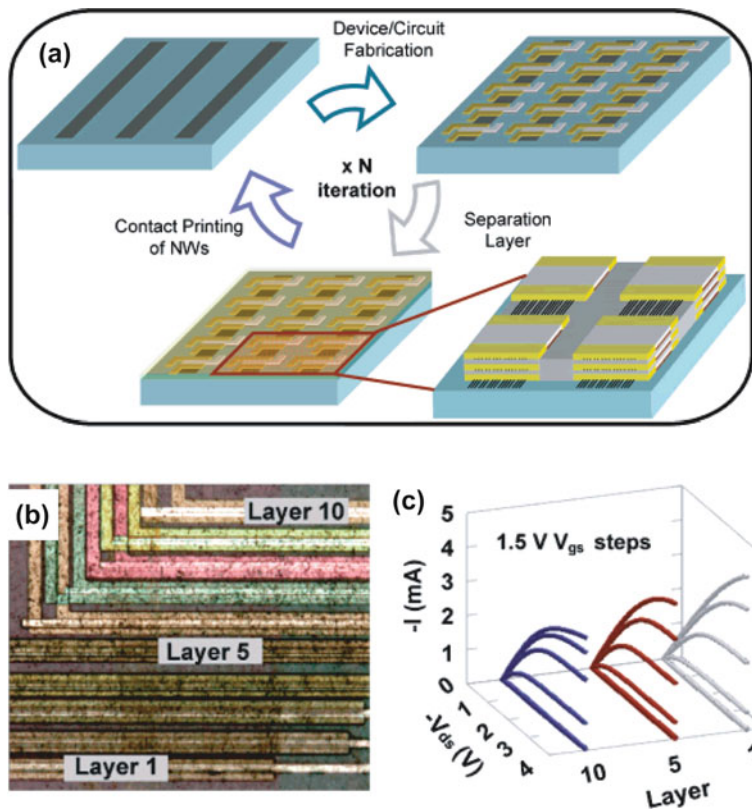 (a)
Device/Circuit
Fabrication
x N
iteration
Contact Printing
of NWs
Separation
Layer
(b)
Layer 10
Layer 5
Layer 1
(c)
5
4
3
2
1
0
-I (mA)
1.5 V Vgs steps
1
2
3
4
-Vds (V)
10
5
1
Layer